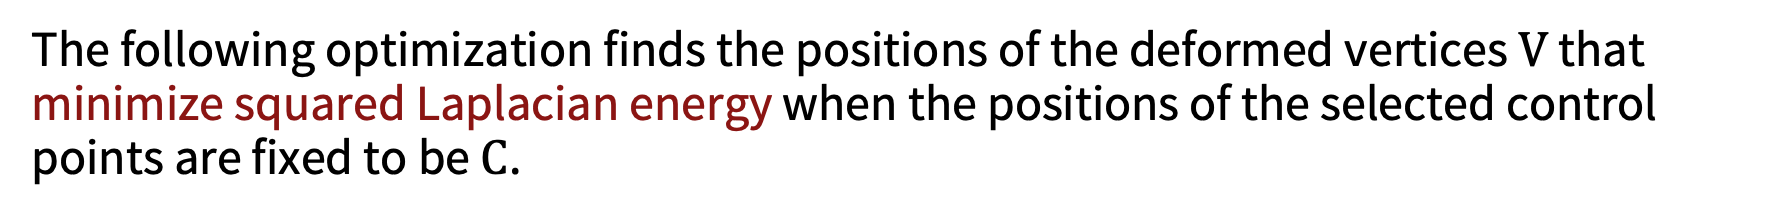 The following optimization finds the positions of the deformed vertices V that
minimize squared Laplacian energy when the positions of the selected control
points are fixed to be C.